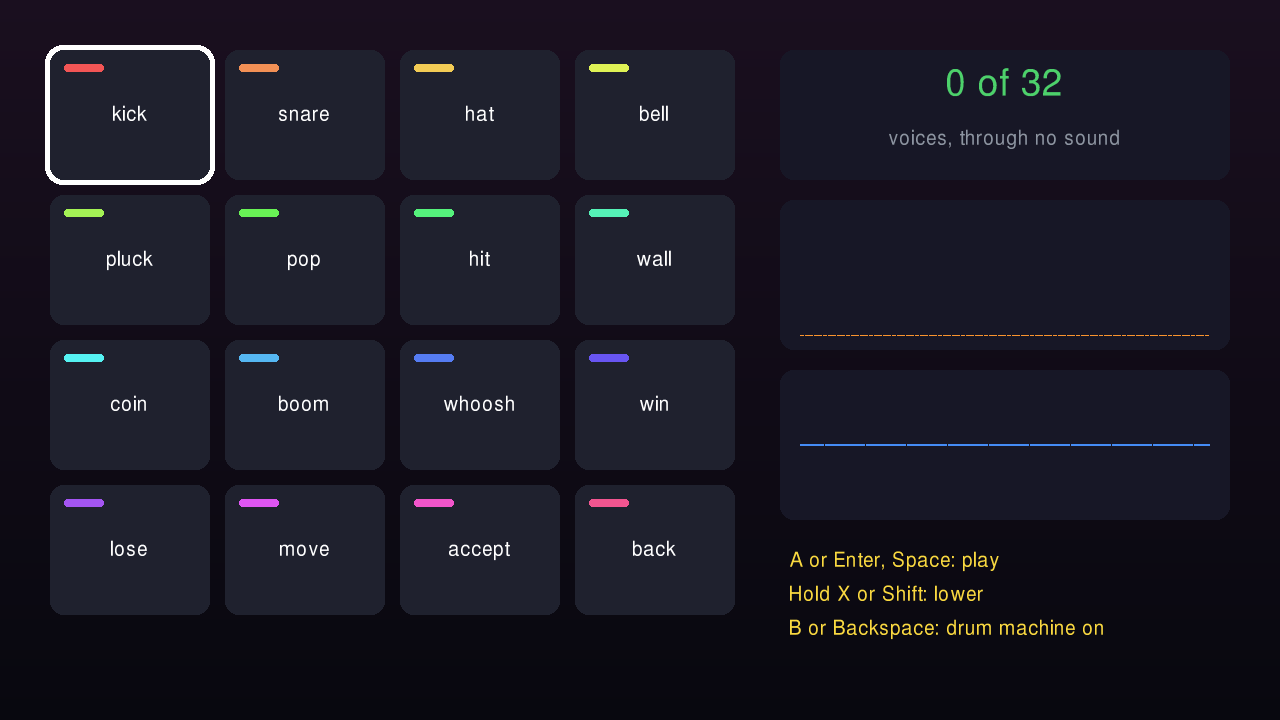 kick
snare
hat
bell
pluck
pop
hit
wall
coin
boom
whoosh
win
lose
move
accept
back
0 of 32
voices, through no sound
A or Enter, Space: play
Hold X or Shift: lower
B or Backspace: drum machine on